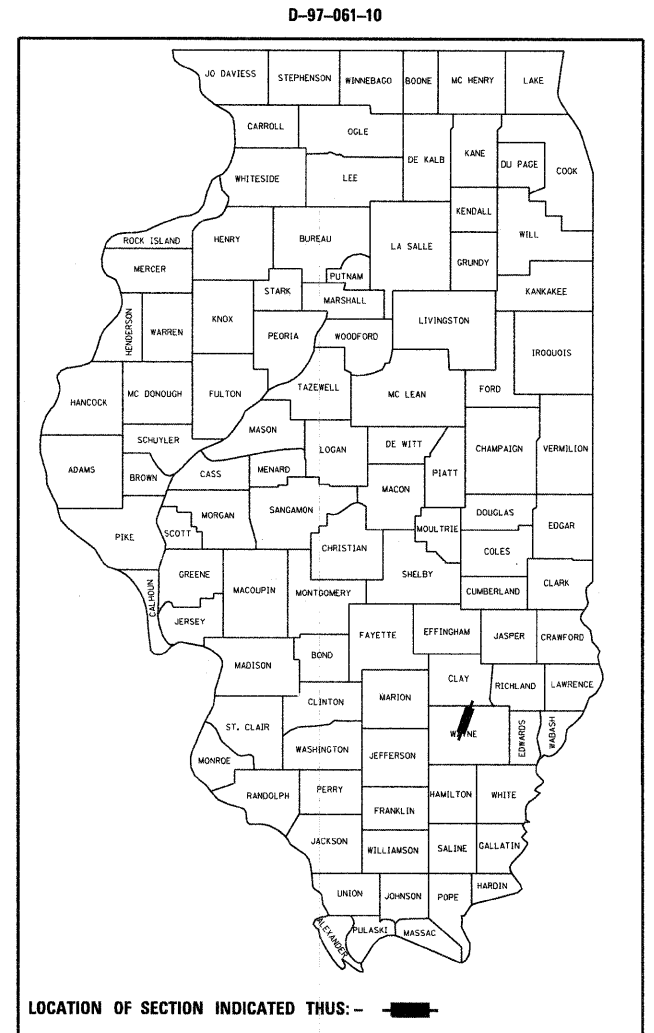 D-97-061-10
JO DAVIESS
STEPHENSON
WINNEBAGO
BOONE
MC HENRY
LAKE
CARROLL
OGLE
DE KALB
KANE
DU PAGE
COOK
WHITESIDE
LEE
KENDALL
WILL
ROCK ISLAND
HENRY
BUREAU
LA SALLE
GRUNDY
MERCER
PUTNAM
KANKAKEE
STARK
MARSHALL
HENDERSON
WARREN
KNOX
PEORIA
WOODFORD
LIVINGSTON
IROQUOIS
HANCOCK
MC DONOUGH
FULTON
TAZEWELL
MC LEAN
FORD
SCHUYLER
MASON
LOGAN
DE WITT
CHAMPAIGN
VERMILION
ADAMS
BROWN
CASS
MENARD
PIATT
MACON
MORGAN
SANGAMON
DOUGLAS
EDGAR
PIKE
SCOTT
CHRISTIAN
MOULTRIE
COLES
GREENE
MACOUPIN
MONTGOMERY
SHELBY
CLARK
CALHOUN
CUMBERLAND
JERSEY
FAYETTE
EFFINGHAM
JASPER
CRAWFORD
MADISON
BOND
CLAY
RICHLAND
LAWRENCE
CLINTON
MARION
ST. CLAIR
WAYNE
EDWARDS
WABASH
WASHINGTON
JEFFERSON
MONROE
RANDOLPH
PERRY
HAMILTON
WHITE
FRANKLIN
JACKSON
WILLIAMSON
SALINE
GALLATIN
UNION
JOHNSON
POPE
HARDIN
ALEXANDER
PULASKI
MASSAC
LOCATION OF SECTION INDICATED THUS: -